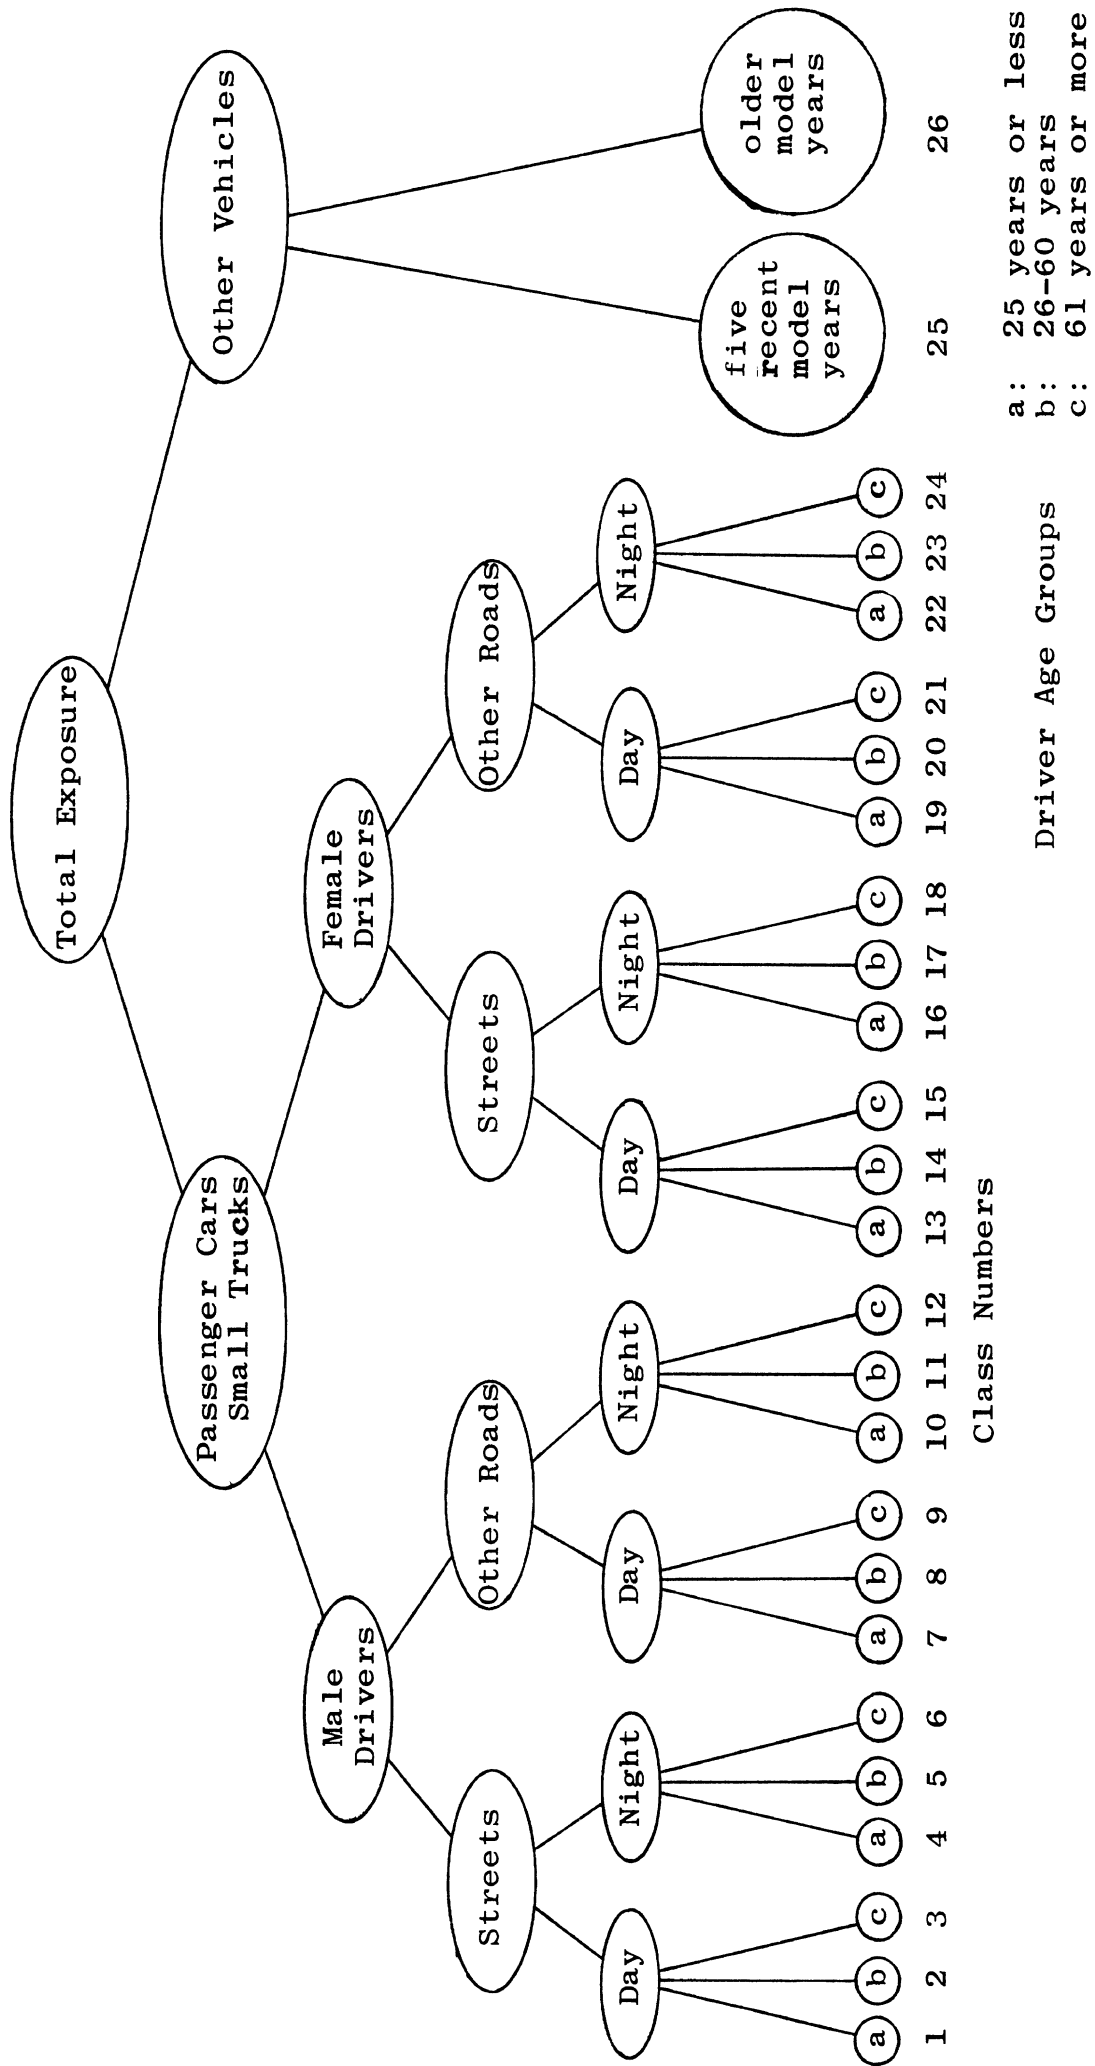 Total Exposure
Passenger Cars
Small Trucks
Other Vehicles
Male
Drivers
Female
Drivers
Streets
Other Roads
Streets
Other Roads
Day
Night
Day
Night
Day
Night
Day
Night
five
recent
model
years
older
model
years
a b c a b c a b c a b c a b c a b c a b c a b c
1 2 3 4 5 6 7 8 9 10 11 12 13 14 15 16 17 18 19 20 21 22 23 24 25 26
Class Numbers
Driver Age Groups
a: 25 years or less
b: 26-60 years
c: 61 years or more